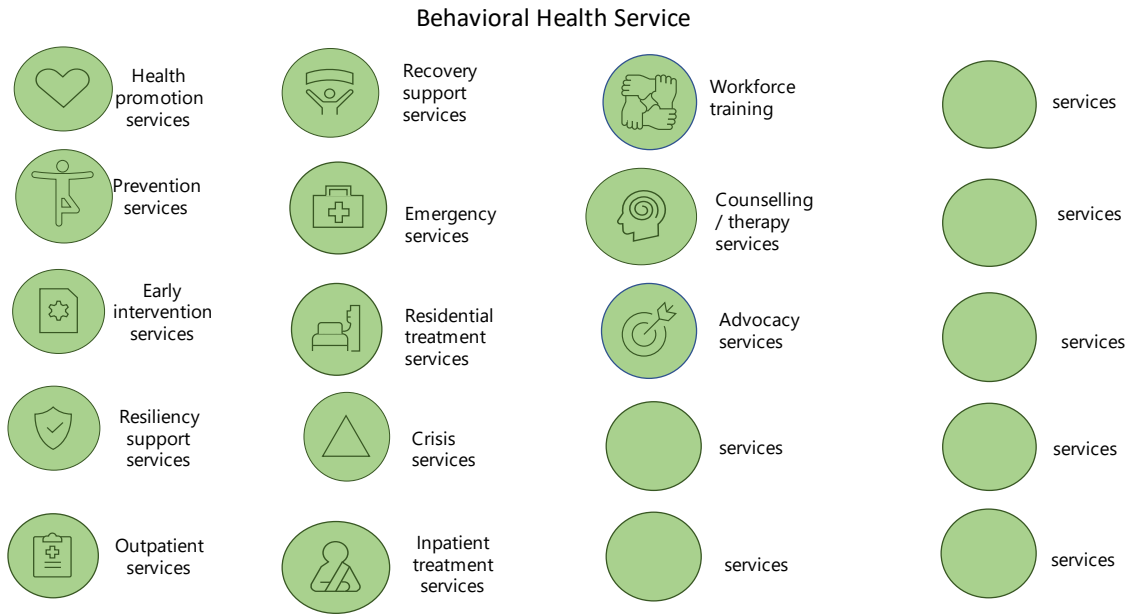 Behavioral Health Service
Health
promotion
services
Prevention
services
Early
intervention
services
Resiliency
support
services
Outpatient
services
Recovery
support
services
Emergency
services
Residential
treatment
services
Crisis
services
Inpatient
treatment
services
Workforce
training
Counselling
/ therapy
services
Advocacy
services
services
services
services
services
services
services
services